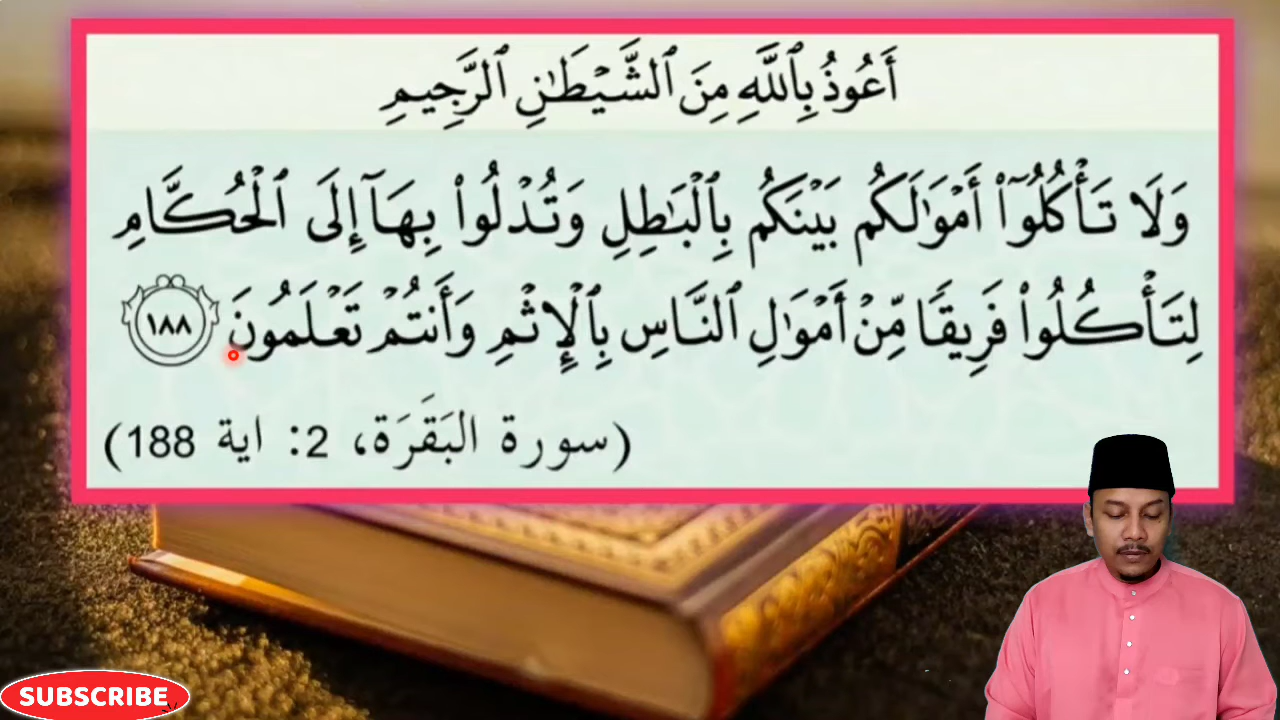 أَعُوذُ بِٱللَّهِ مِنَ ٱلشَّيْطَٰنِ ٱلرَّجِيمِ
وَلَا تَأْكُلُوٓا۟ أَمْوَٰلَكُم بَيْنَكُم بِٱلْبَٰطِلِ وَتُدْلُوا۟ بِهَآ إِلَى ٱلْحُكَّامِ
لِتَأْكُلُوا۟ فَرِيقًا مِّنْ أَمْوَٰلِ ٱلنَّاسِ بِٱلْإِثْمِ وَأَنتُمْ تَعْلَمُونَ ١٨٨
(سورة البَقَرَة، 2: اية 188)
SUBSCRIBE